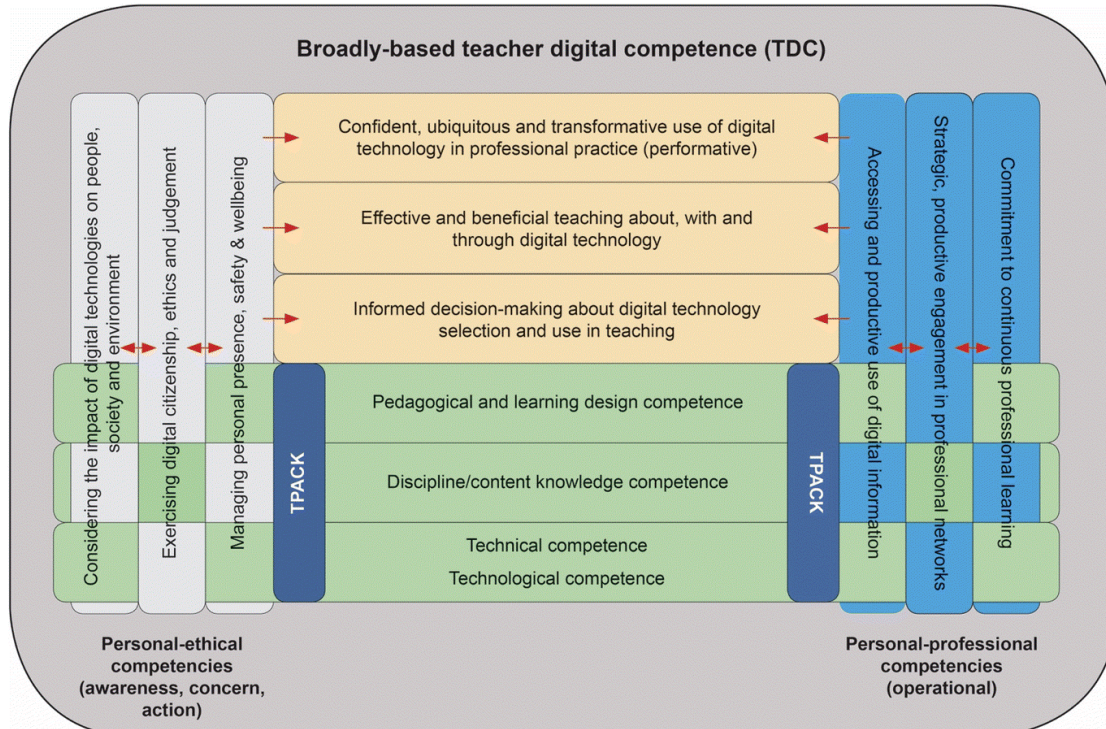 Broadly-based teacher digital competence (TDC)
Considering the impact of digital technologies on people,
society and environment
Exercising digital citizenship, ethics and judgement
Managing personal presence, safety & wellbeing
Confident, ubiquitous and transformative use of digital
technology in professional practice (performative)
Effective and beneficial teaching about, with and
through digital technology
Informed decision-making about digital technology
selection and use in teaching
Pedagogical and learning design competence
Discipline/content knowledge competence
Technical competence
Technological competence
TPACK
TPACK
Accessing and productive use of digital information
Strategic, productive engagement in professional networks
Commitment to continuous professional learning
Personal-ethical
competencies
(awareness, concern,
action)
Personal-professional
competencies
(operational)